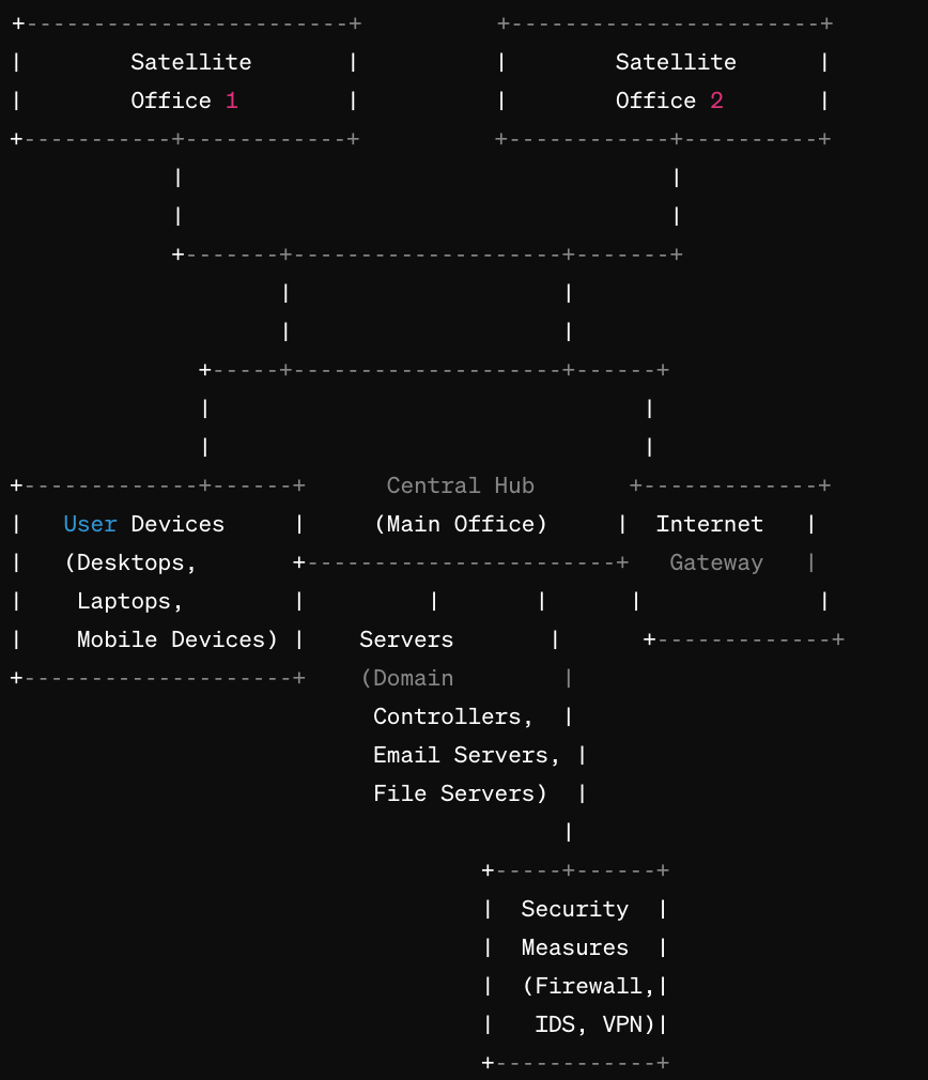 +------------------------+          +-----------------------+
|        Satellite       |          |        Satellite      |
|        Office 1        |          |        Office 2       |
+-----------+------------+          +------------+----------+
            |                                    |
            |                                    |
            +-------+--------------------+-------+
                    |                    |
                    |                    |
              +-----+--------------------+------+
              |                                |
              |                                |
+-------------+------+      Central Hub       +-------------+
|   User Devices     |     (Main Office)     |  Internet   |
|   (Desktops,       +-----------------------+   Gateway   |
|    Laptops,        |         |       |      |             |
|    Mobile Devices) |    Servers       |      +-------------+
+--------------------+    (Domain        |
                           Controllers,  |
                           Email Servers, |
                           File Servers)  |
                                         |
                                   +-----+------+
                                   |  Security  |
                                   |  Measures  |
                                   |  (Firewall,|
                                   |   IDS, VPN)|
                                   +------------+